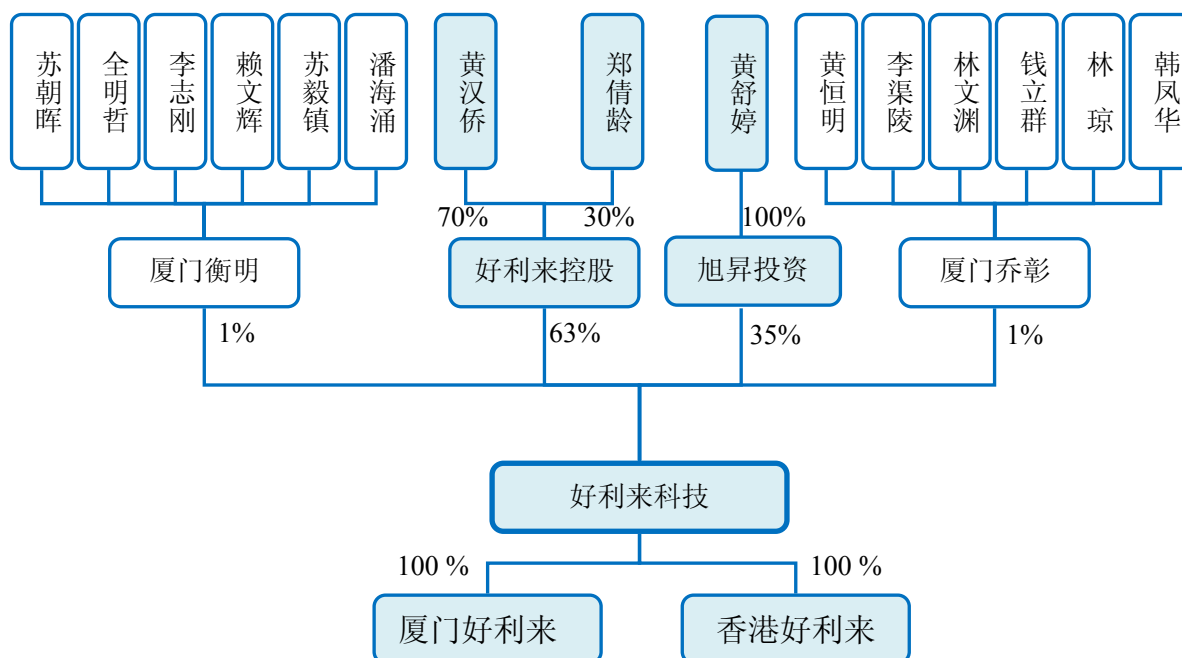 苏朝晖
全明哲
李志刚
赖文辉
苏毅镇
潘海涌
黄汉侨
郑倩龄
黄舒婷
黄恒明
李渠陵
林文渊
钱立群
林 琼
韩凤华
70%
30%
100%
厦门衡明
好利来控股
旭昇投资
厦门乔彰
1%
63%
35%
1%
好利来科技
100 %
100 %
厦门好利来
香港好利来